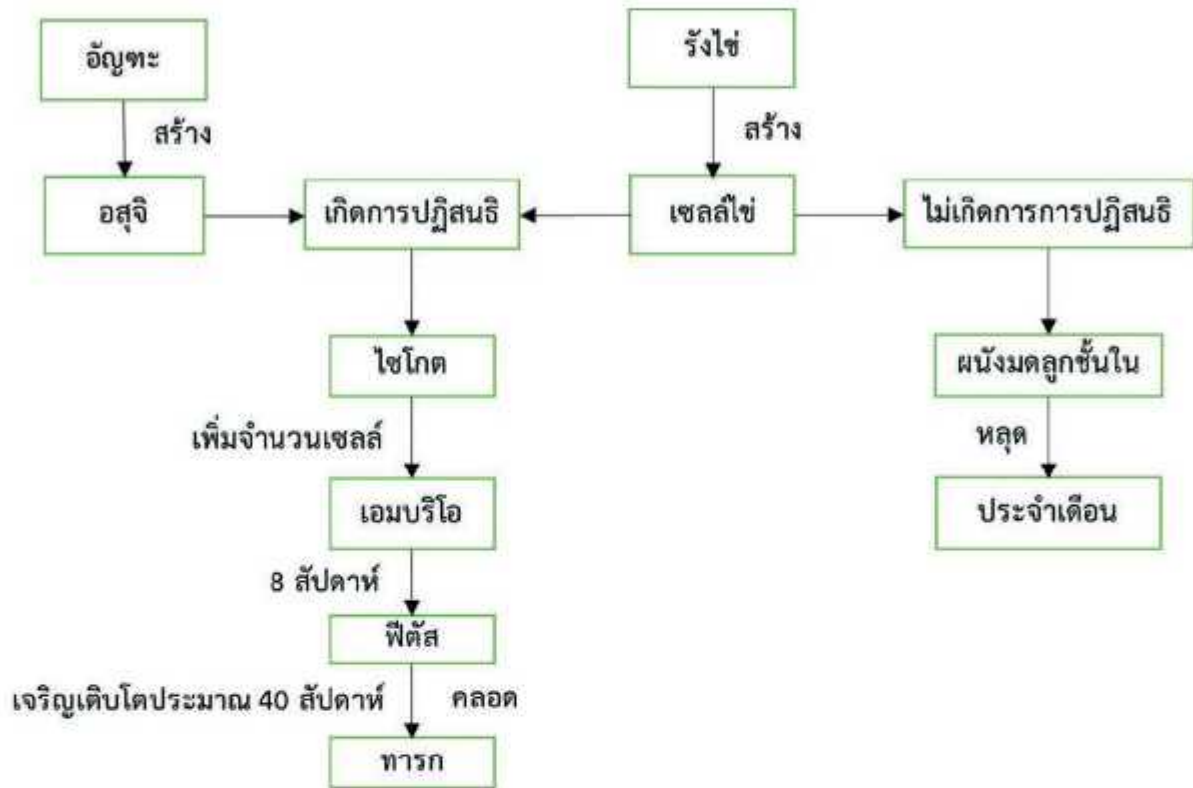 อัณฑะ
รังไข่
สร้าง
สร้าง
อสุจิ
เกิดการปฏิสนธิ
เซลล์ไข่
ไม่เกิดการการปฏิสนธิ
ไซโกต
ผนังมดลูกชั้นใน
เพิ่มจำนวนเซลล์
หลุด
เอมบริโอ
ประจำเดือน
8 สัปดาห์
ฟีตัส
เจริญเติบโตประมาณ 40 สัปดาห์
คลอด
ทารก